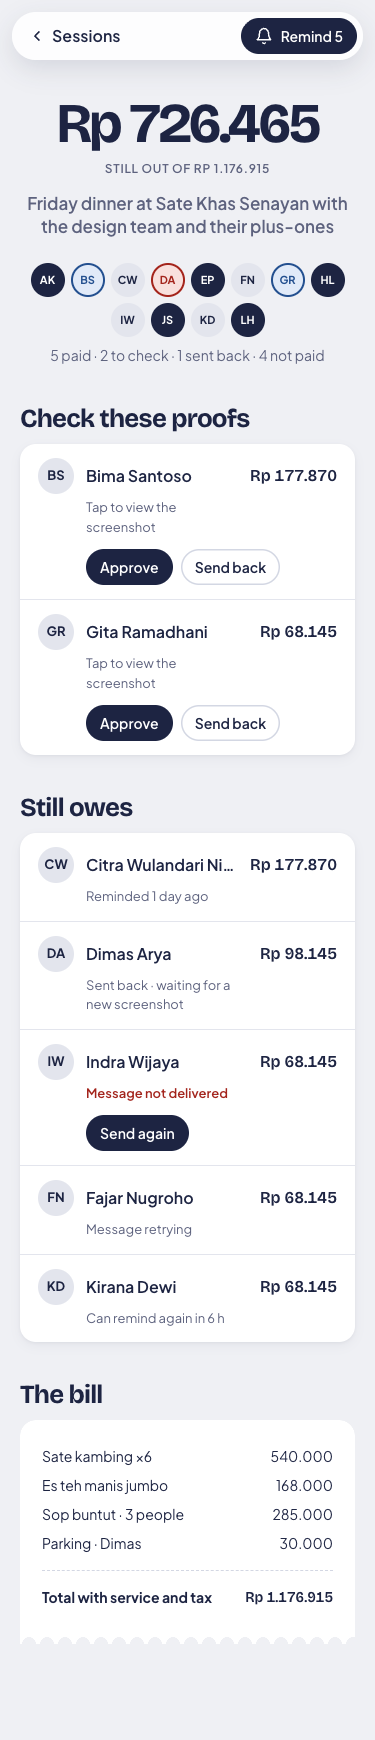 Sessions
Remind 5
Rp 726.465
STILL OUT OF RP 1.176.915
Friday dinner at Sate Khas Senayan with
the design team and their plus-ones
AK BS CW DA EP FN GR HL
IW JS KD LH
5 paid · 2 to check · 1 sent back · 4 not paid
Check these proofs
BS Bima Santoso Rp 177.870
Tap to view the
screenshot
Approve Send back
GR Gita Ramadhani Rp 68.145
Tap to view the
screenshot
Approve Send back
Still owes
CW Citra Wulandari Ni… Rp 177.870
Reminded 1 day ago
DA Dimas Arya Rp 98.145
Sent back · waiting for a
new screenshot
IW Indra Wijaya Rp 68.145
Message not delivered
Send again
FN Fajar Nugroho Rp 68.145
Message retrying
KD Kirana Dewi Rp 68.145
Can remind again in 6 h
The bill
Sate kambing ×6 540.000
Es teh manis jumbo 168.000
Sop buntut · 3 people 285.000
Parking · Dimas 30.000
Total with service and tax Rp 1.176.915